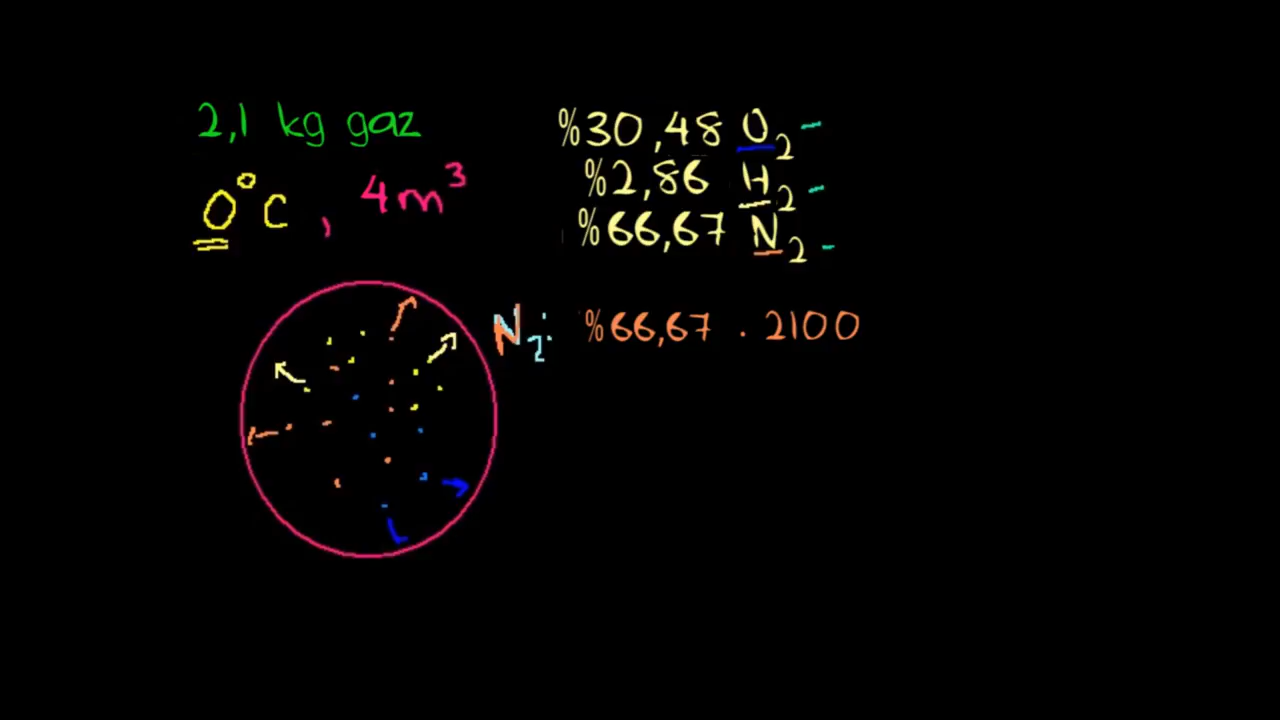 2,1 kg gaz
0°C, 4m³
%30,48 O₂
%2,86 H₂
%66,67 N₂
N₂: %66,67 . 2100